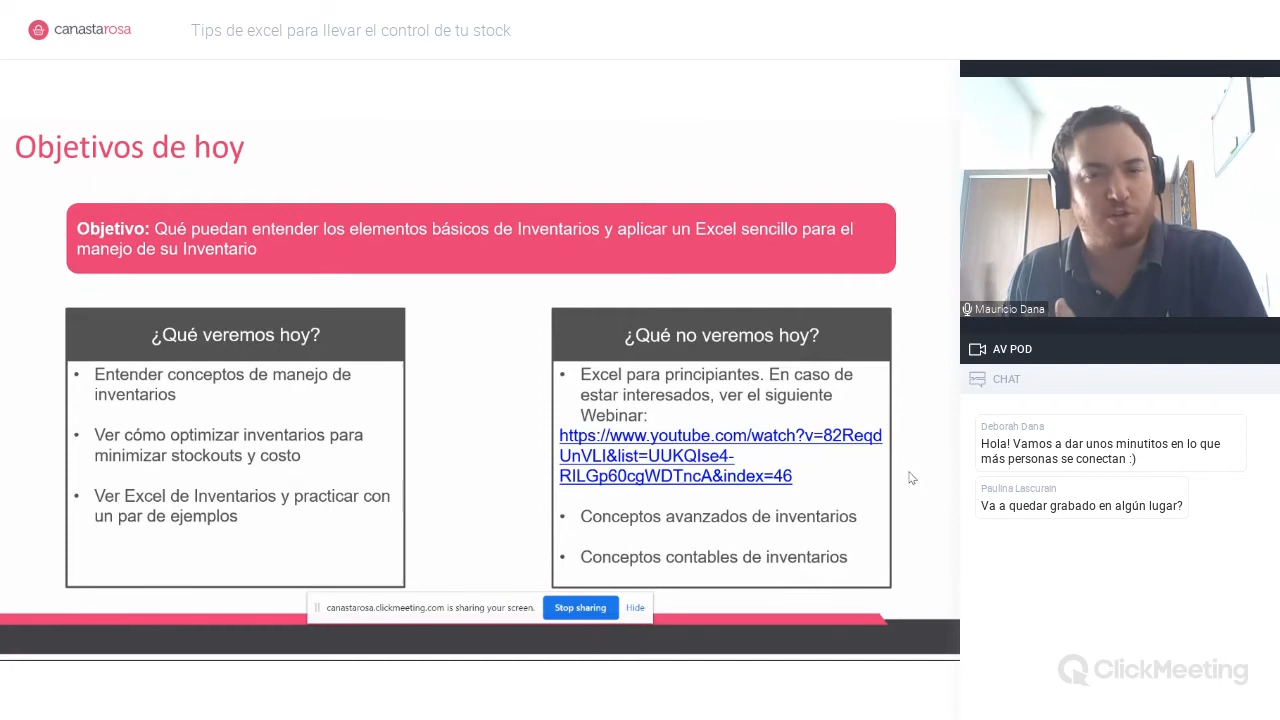 canastarosa
Tips de excel para llevar el control de tu stock
Objetivos de hoy
Objetivo: Qué puedan entender los elementos básicos de Inventarios y aplicar un Excel sencillo para el
manejo de su Inventario
¿Qué veremos hoy?
• Entender conceptos de manejo de
inventarios
• Ver cómo optimizar inventarios para
minimizar stockouts y costo
• Ver Excel de Inventarios y practicar con
un par de ejemplos
¿Qué no veremos hoy?
• Excel para principiantes. En caso de
estar interesados, ver el siguiente
Webinar:
https://www.youtube.com/watch?v=82Reqd
UnVLI&list=UUKQIse4-
RILGp60cgWDTncA&index=46
• Conceptos avanzados de inventarios
• Conceptos contables de inventarios
canastarosa.clickmeeting.com is sharing your screen.
Stop sharing
Hide
Mauricio Dana
AV POD
CHAT
Deborah Dana
Hola! Vamos a dar unos minutitos en lo que
más personas se conectan :)
Paulina Lascurain
Va a quedar grabado en algún lugar?
ClickMeeting